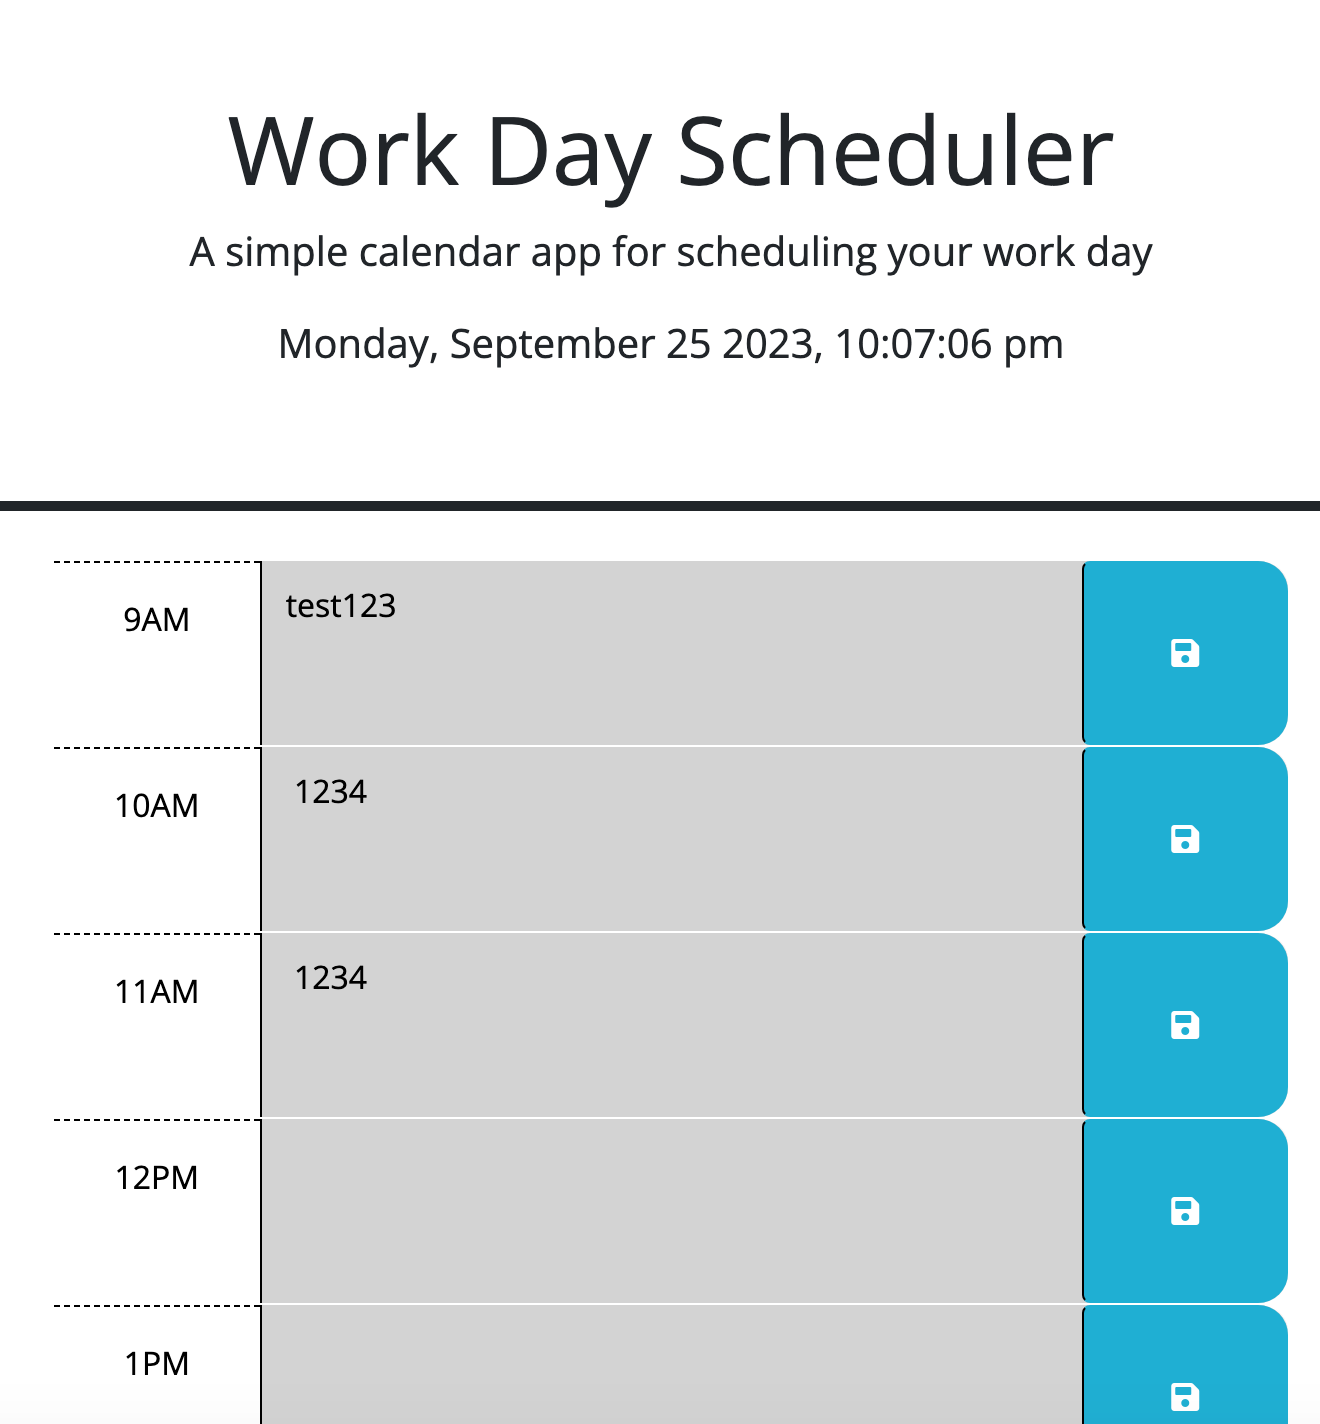 Work Day Scheduler
A simple calendar app for scheduling your work day
Monday, September 25 2023, 10:07:06 pm
9AM
test123
10AM
1234
11AM
1234
12PM
1PM